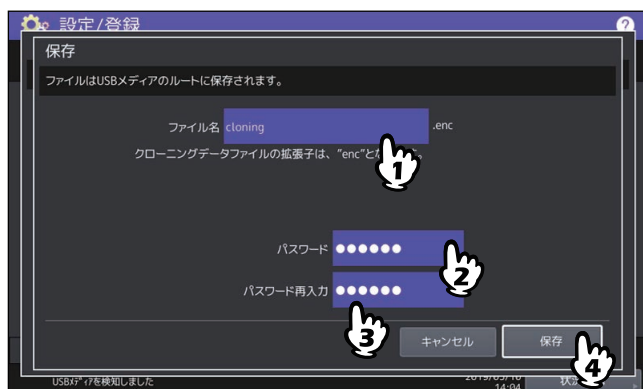 設定/登録
?
保存
ファイルはUSBメディアのルートに保存されます。
ファイル名 cloning .enc
クローニングデータファイルの拡張子は、"enc"と
1
パスワード ●●●●●●
2
パスワード再入力 ●●●●●●
3
キャンセル 保存
4
USBﾒﾃﾞｨｱを検知しました
14:04